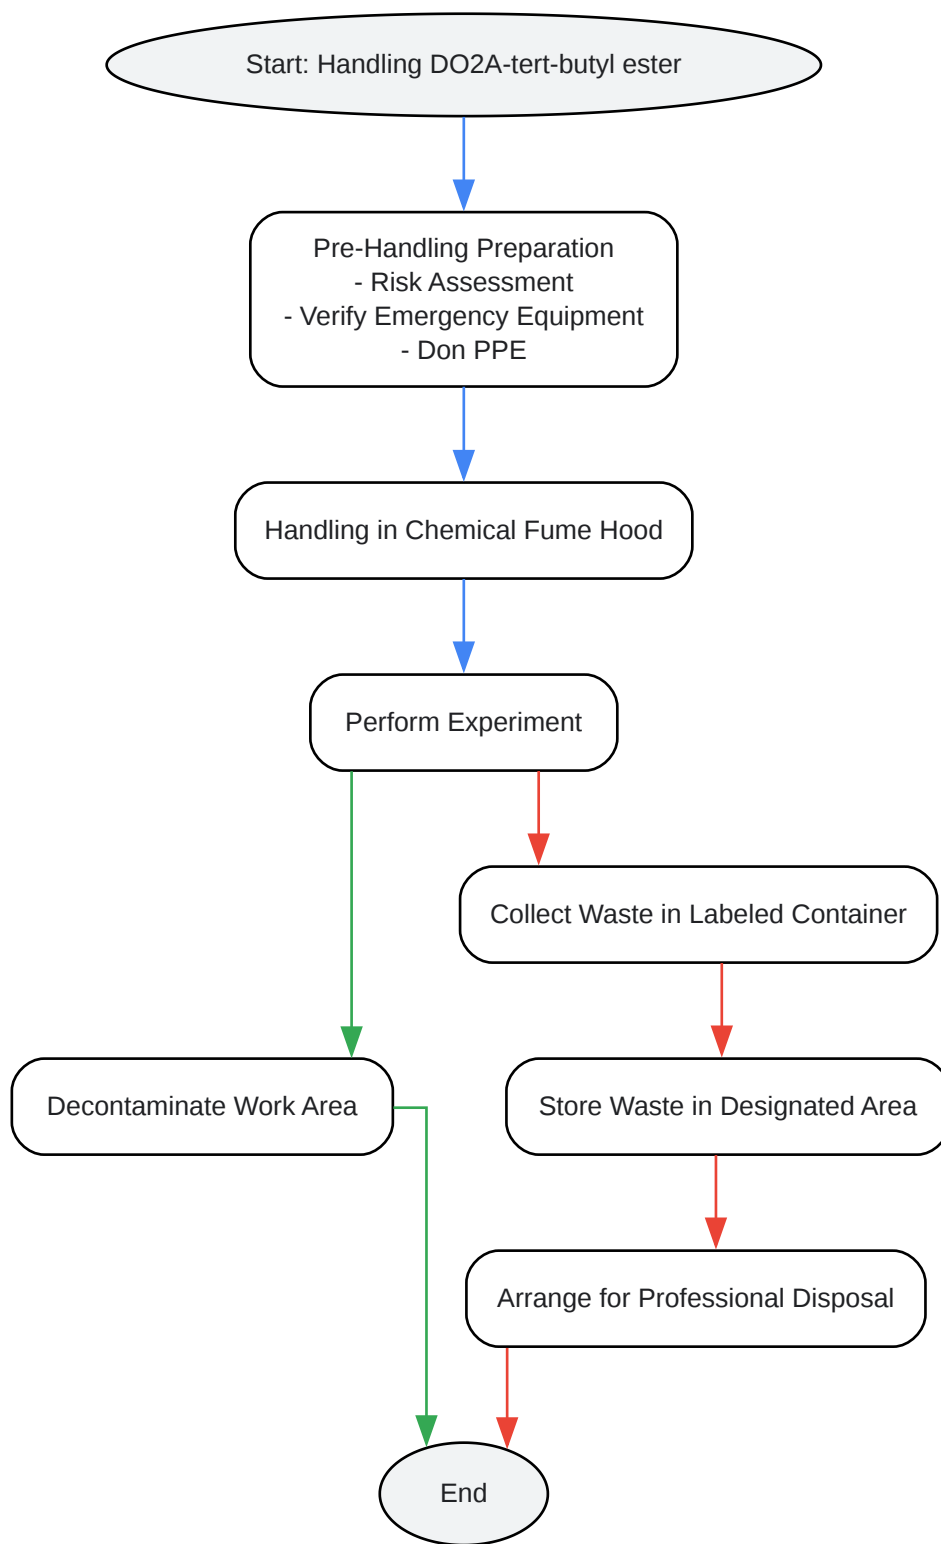 Start: Handling DO2A-tert-butyl ester
Pre-Handling Preparation
- Risk Assessment
- Verify Emergency Equipment
- Don PPE
Handling in Chemical Fume Hood
Perform Experiment
Collect Waste in Labeled Container
Decontaminate Work Area
Store Waste in Designated Area
Arrange for Professional Disposal
End